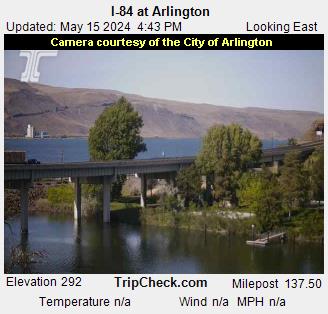 I-84 at Arlington
Updated: May 15 2024 4:43 PM Looking East
Camera courtesy of the City of Arlington
Elevation 292 TripCheck.com Milepost 137.50
Temperature n/a Wind n/a MPH n/a